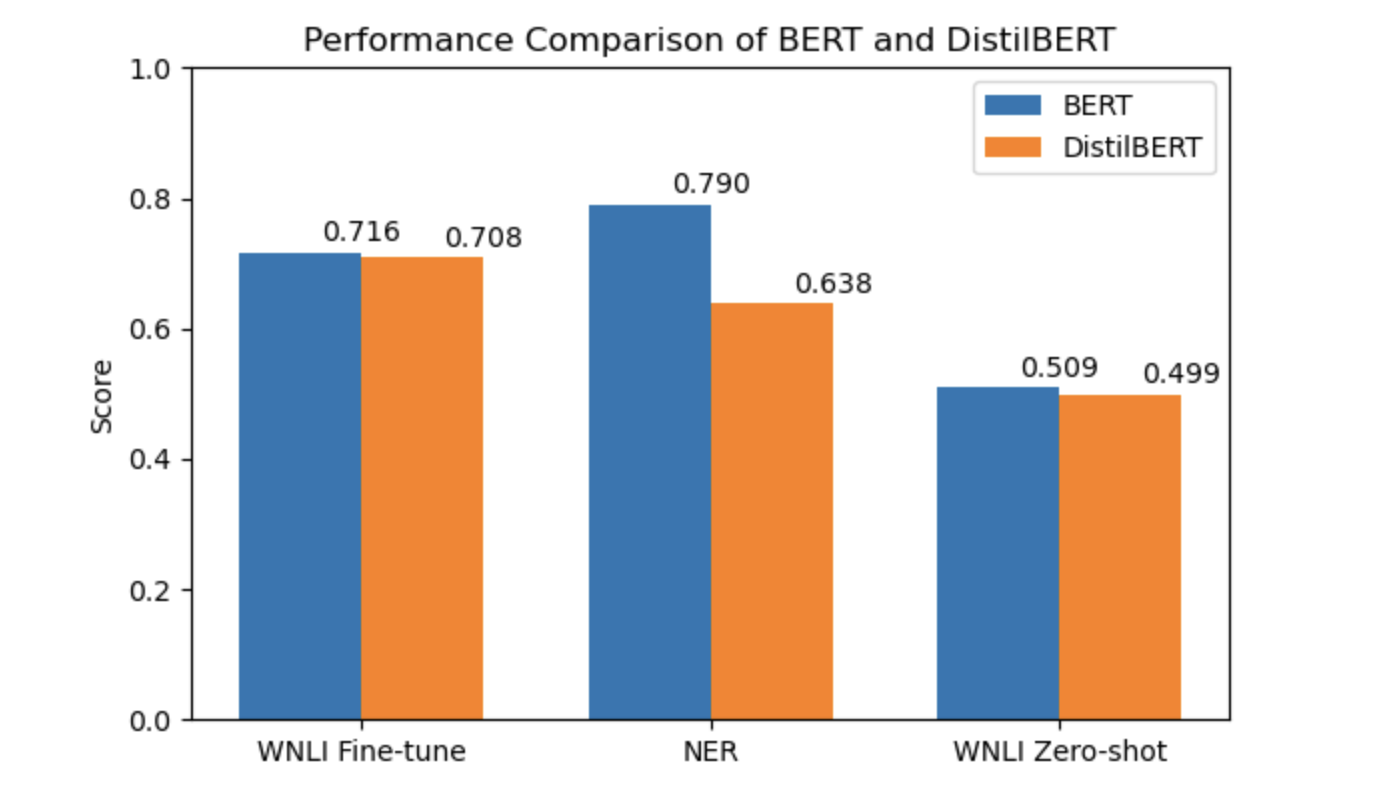 Performance Comparison of BERT and DistilBERT
1.0
BERT
DistilBERT
0.790
0.8
0.716
0.708
0.638
0.6
0.509
0.499
Score
0.4
0.2
0.0
WNLI Fine-tune
NER
WNLI Zero-shot